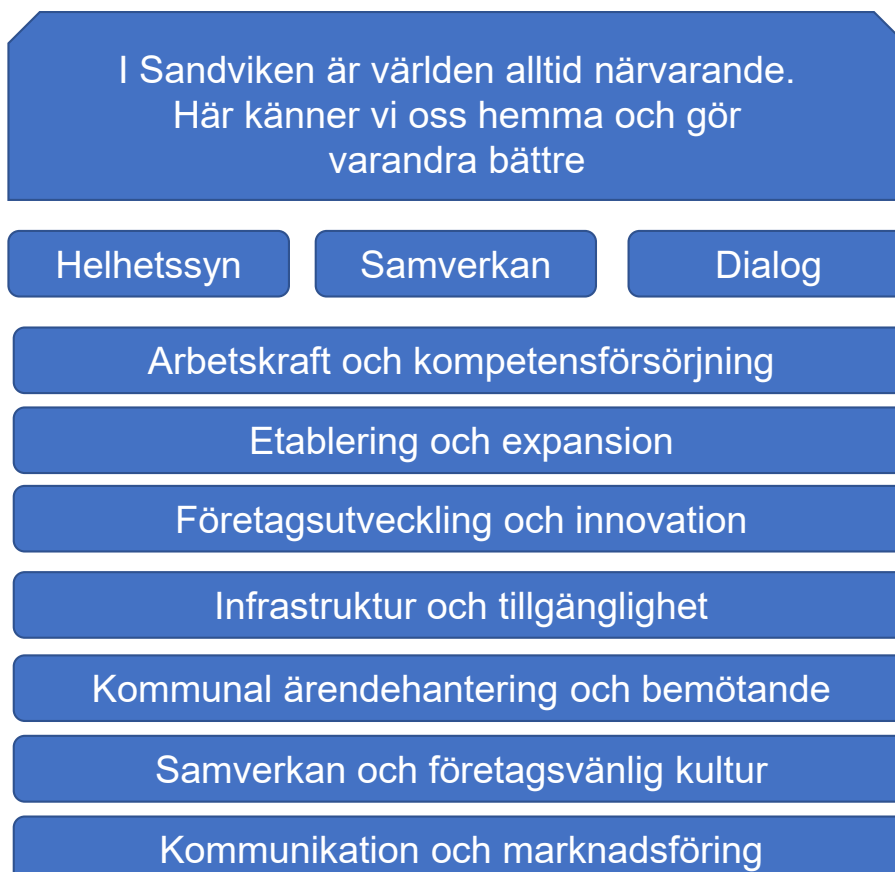 I Sandviken är världen alltid närvarande.
Här känner vi oss hemma och gör
varandra bättre
Helhetssyn
Samverkan
Dialog
Arbetskraft och kompetensförsörjning
Etablering och expansion
Företagsutveckling och innovation
Infrastruktur och tillgänglighet
Kommunal ärendehantering och bemötande
Samverkan och företagsvänlig kultur
Kommunikation och marknadsföring